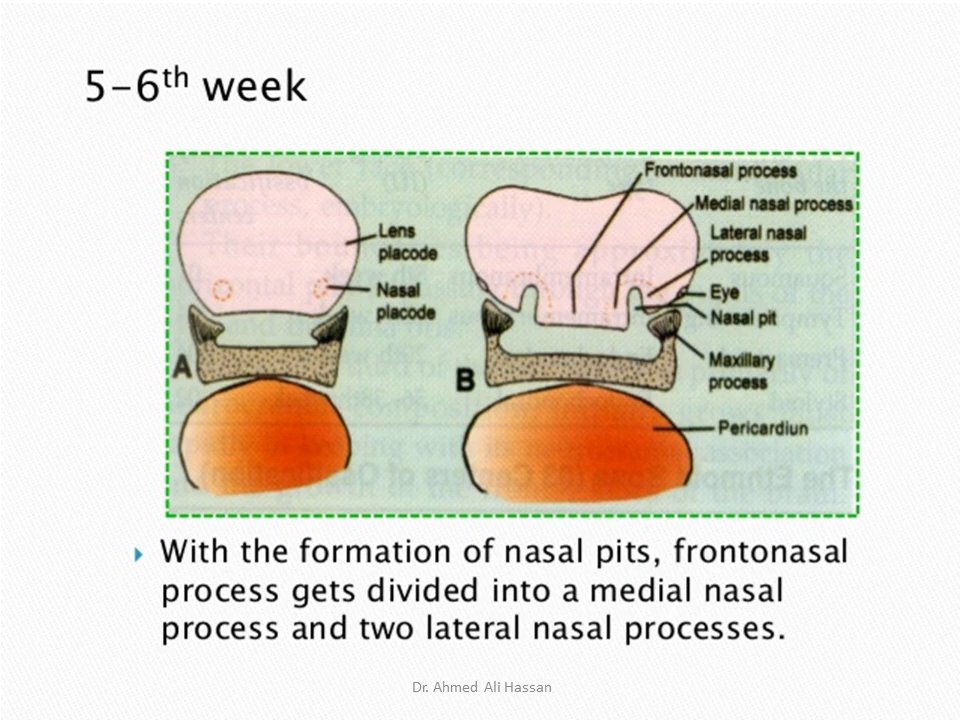 5-6th week
Frontonasal process
Medial nasal process
Lateral nasal
process
Lens
placode
Nasal
placode
Eye
Nasal pit
Maxillary
process
A
B
Pericardiun
With the formation of nasal pits, frontonasal
process gets divided into a medial nasal
process and two lateral nasal processes.
Dr. Ahmed Ali Hassan